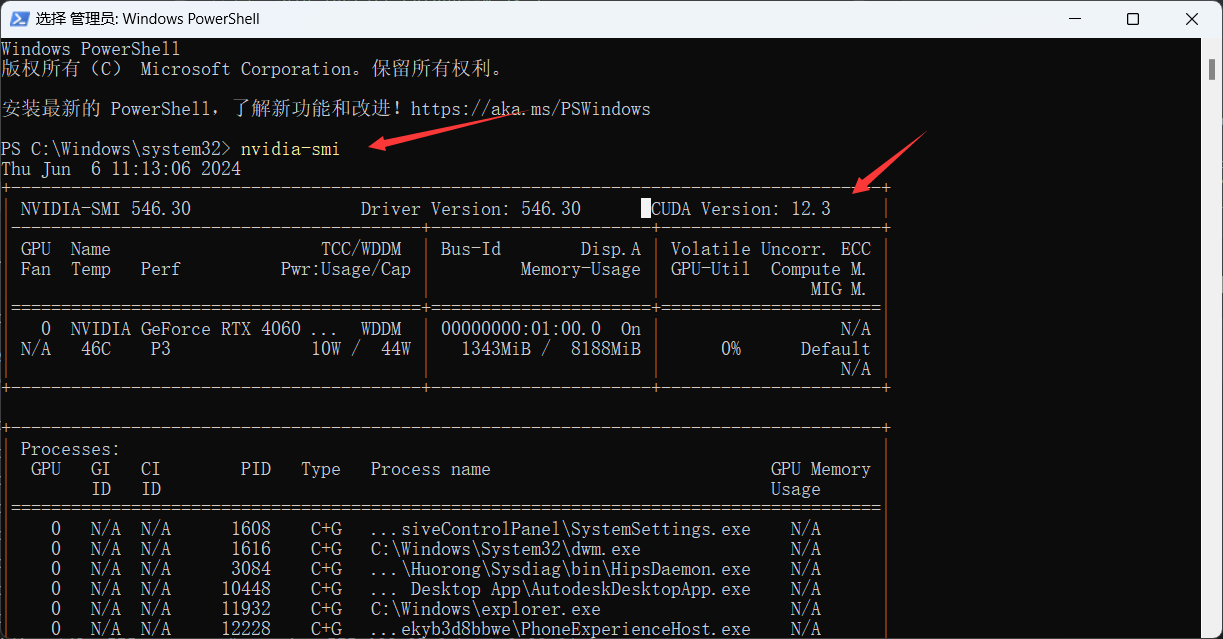 选择 管理员: Windows PowerShell
Windows PowerShell
版权所有（C） Microsoft Corporation。保留所有权利。
安装最新的 PowerShell，了解新功能和改进！https://aka.ms/PSWindows
PS C:\Windows\system32> nvidia-smi
Thu Jun  6 11:13:06 2024
NVIDIA-SMI 546.30 Driver Version: 546.30 CUDA Version: 12.3
GPU Name TCC/WDDM Bus-Id Disp.A Volatile Uncorr. ECC
Fan Temp Perf Pwr:Usage/Cap Memory-Usage GPU-Util Compute M.
MIG M.
0 NVIDIA GeForce RTX 4060 ... WDDM 00000000:01:00.0 On N/A
N/A 46C P3 10W / 44W 1343MiB / 8188MiB 0% Default
N/A
Processes:
GPU GI CI PID Type Process name GPU Memory
ID ID Usage
0 N/A N/A 1608 C+G ...siveControlPanel\SystemSettings.exe N/A
0 N/A N/A 1616 C+G C:\Windows\System32\dwm.exe N/A
0 N/A N/A 3084 C+G ...\Huorong\Sysdiag\bin\HipsDaemon.exe N/A
0 N/A N/A 10448 C+G ... Desktop App\AutodeskDesktopApp.exe N/A
0 N/A N/A 11932 C+G C:\Windows\explorer.exe N/A
0 N/A N/A 12228 C+G ...ekyb3d8bbwe\PhoneExperienceHost.exe N/A